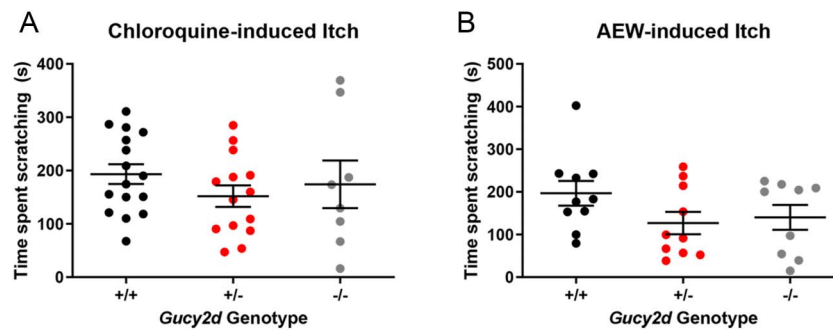 A
Chloroquine-induced Itch
Time spent scratching (s)
400
300
200
100
0
+/+
+/-
-/-
Gucy2d Genotype
B
AEW-induced Itch
Time spent scratching (s)
500
400
300
200
100
0
+/+
+/-
-/-
Gucy2d Genotype